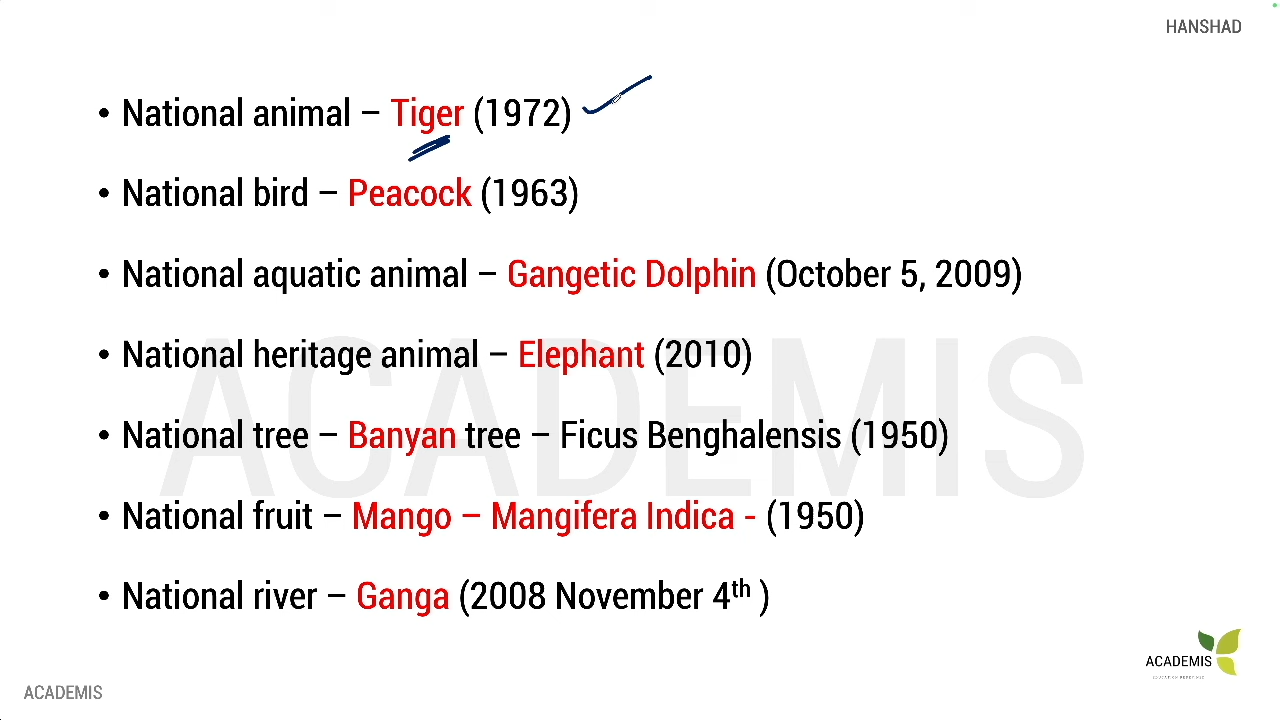 HANSHAD
• National animal – Tiger (1972)
• National bird – Peacock (1963)
• National aquatic animal – Gangetic Dolphin (October 5, 2009)
• National heritage animal – Elephant (2010)
• National tree – Banyan tree – Ficus Benghalensis (1950)
• National fruit – Mango – Mangifera Indica - (1950)
• National river – Ganga (2008 November 4th )
ACADEMIS
ACADEMIS
ACADEMIS